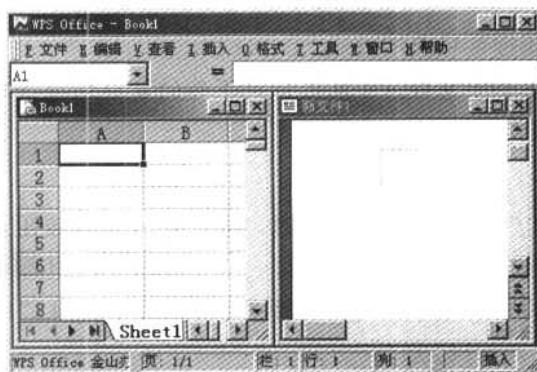 WPS Office - Book1
F 文件 E 编辑 V 查看 I 插入 O 格式 T 工具 W 窗口 H 帮助
A1 =
Book1
A B
1
2
3
4
5
6
7
8
Sheet1
WPS Office 金山 页: 1/1 栏 1 行: 1 列: 1 插入